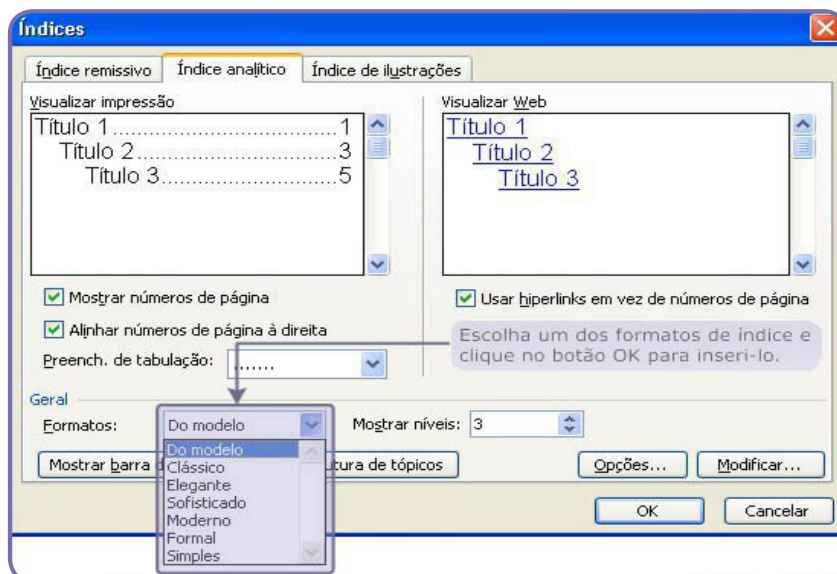 Índices
Índice remissivo Índice analítico Índice de ilustrações
Visualizar impressão
Título 1....................................1
Título 2................................3
Título 3............................5
Visualizar Web
Título 1
Título 2
Título 3
Mostrar números de página
Alinhar números de página à direita
Preench. de tabulação: .......
Usar hiperlinks em vez de números de página
Escolha um dos formatos de índice e
clique no botão OK para inseri-lo.
Geral
Formatos: Do modelo Mostrar níveis: 3
Do modelo
Clássico
Elegante
Sofisticado
Moderno
Formal
Simples
Mostrar barra de tópicos
Opções... Modificar...
OK Cancelar